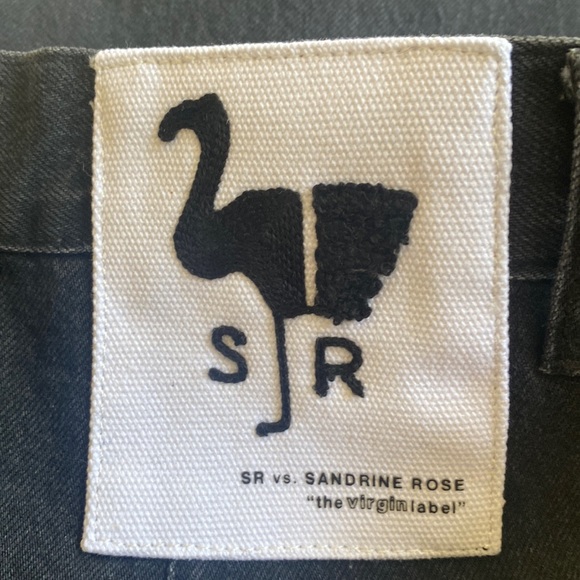 S R
SR vs. SANDRINE ROSE
"the virgin label"